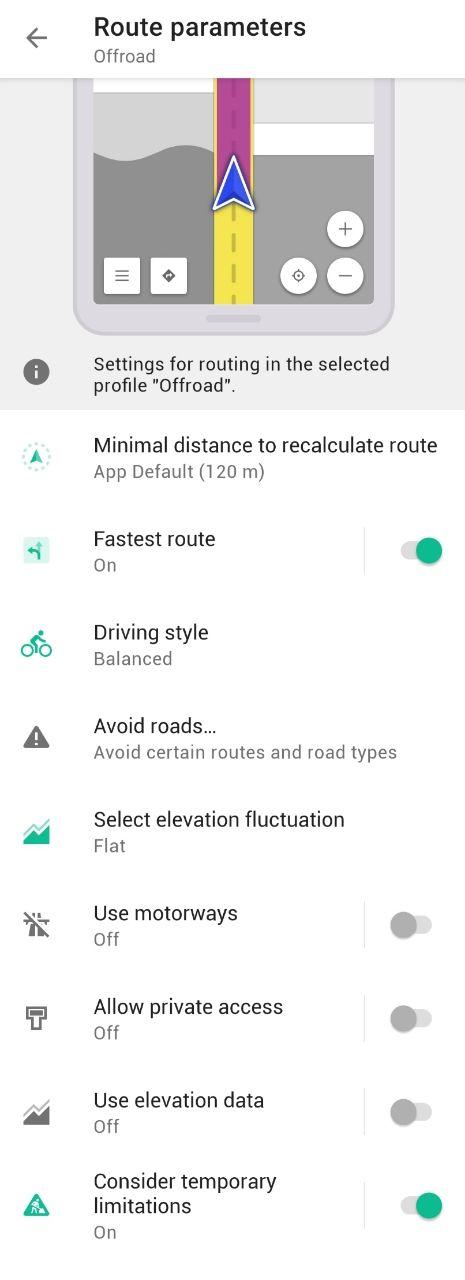 Route parameters
Offroad
Settings for routing in the selected
profile "Offroad".
Minimal distance to recalculate route
App Default (120 m)
Fastest route
On
Driving style
Balanced
Avoid roads…
Avoid certain routes and road types
Select elevation fluctuation
Flat
Use motorways
Off
Allow private access
Off
Use elevation data
Off
Consider temporary
limitations
On